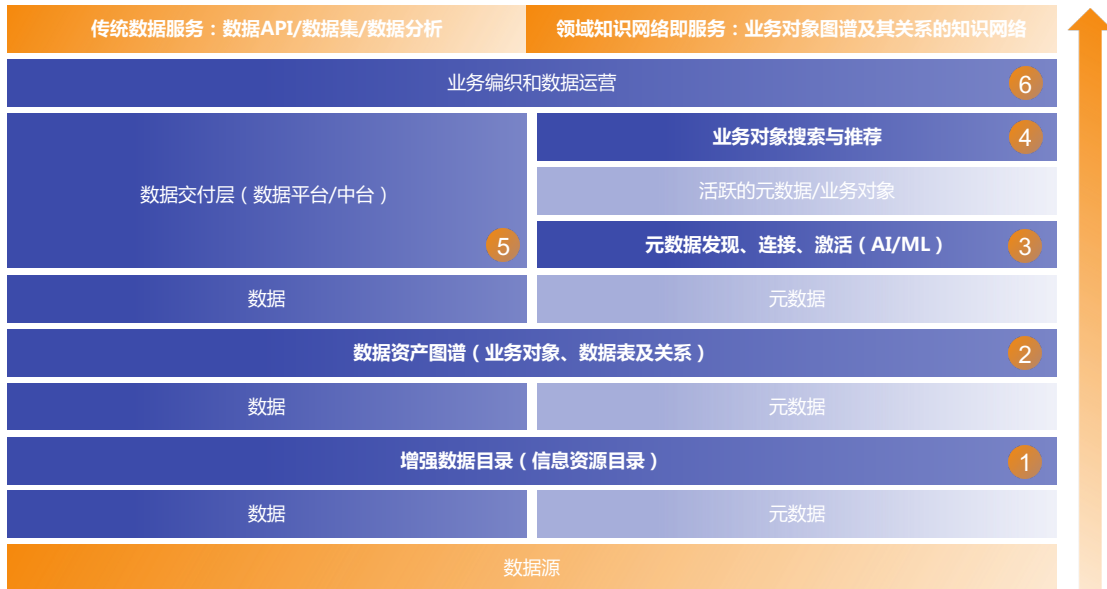 传统数据服务：数据API/数据集/数据分析
领域知识网络即服务：业务对象图谱及其关系的知识网络
业务编织和数据运营
6
业务对象搜索与推荐
4
数据交付层（数据平台/中台）
活跃的元数据/业务对象
5
元数据发现、连接、激活（AI/ML）
3
数据
元数据
数据资产图谱（业务对象、数据表及关系）
2
数据
元数据
增强数据目录（信息资源目录）
1
数据
元数据
数据源